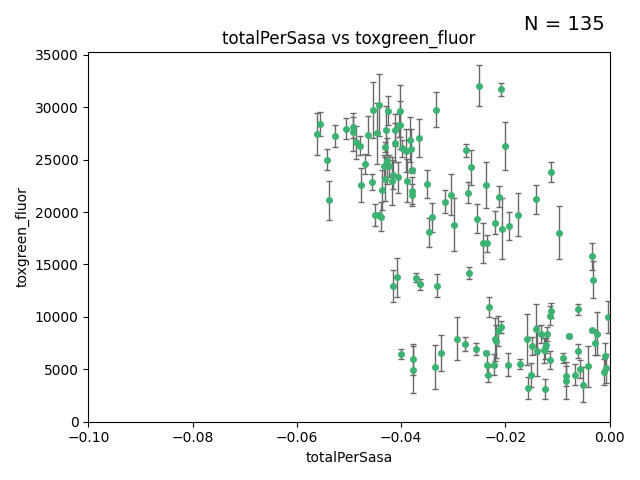 N = 135
totalPerSasa vs toxgreen_fluor
35000
30000
25000
20000
15000
10000
5000
0
toxgreen_fluor
−0.10 −0.08 −0.06 −0.04 −0.02 0.00
totalPerSasa